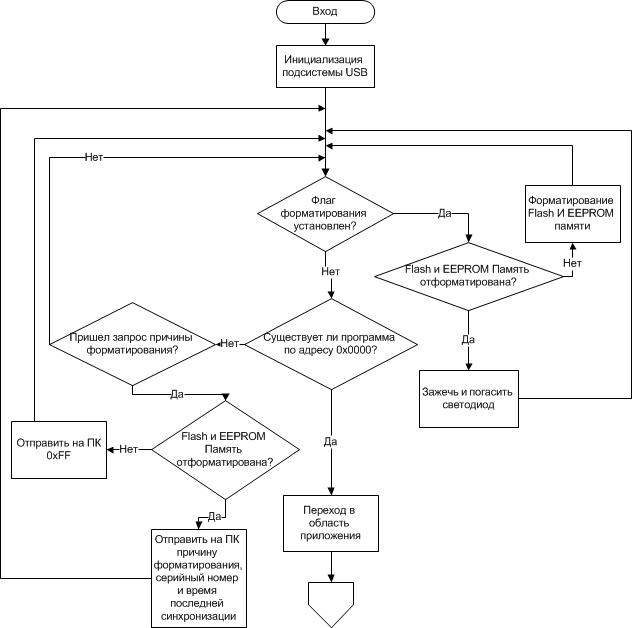 Вход
Инициализация
подсистемы USB
Нет
Флаг
форматирования
установлен?
Да
Форматирование
Flash И EEPROM
памяти
Нет
Flash и EEPROM Память
отформатирована?
Нет
Пришел запрос причины
форматирования?
Нет
Существует ли программа
по адресу 0x0000?
Да
Зажечь и погасить
светодиод
Да
Flash и EEPROM
Память
отформатирована?
Нет
Отправить на ПК
0xFF
Да
Да
Отправить на ПК
причину
форматирования,
серийный номер
и время
последней
синхронизации
Переход в
область
приложения